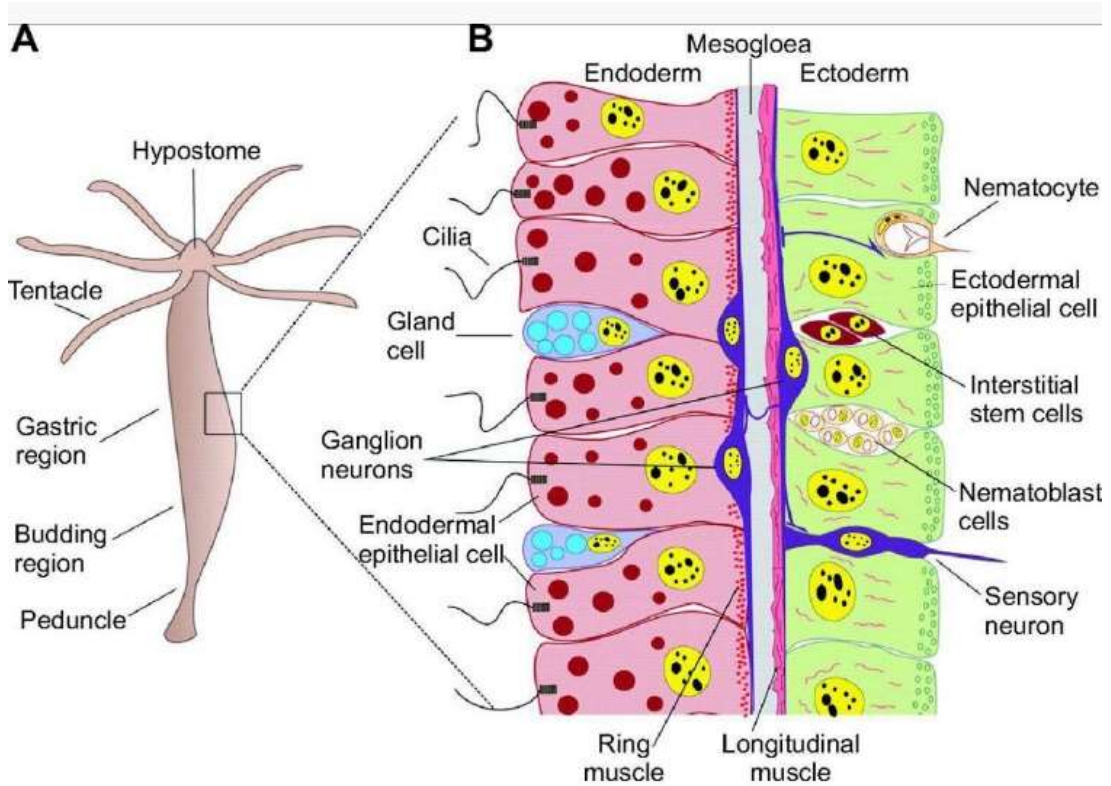 A
Hypostome
Tentacle
Gastric
region
Budding
region
Peduncle
B
Mesogloea
Endoderm
Ectoderm
Cilia
Gland
cell
Ganglion
neurons
Endodermal
epithelial cell
Nematocyte
Ectodermal
epithelial cell
Interstitial
stem cells
Nematoblast
cells
Sensory
neuron
Ring
muscle
Longitudinal
muscle